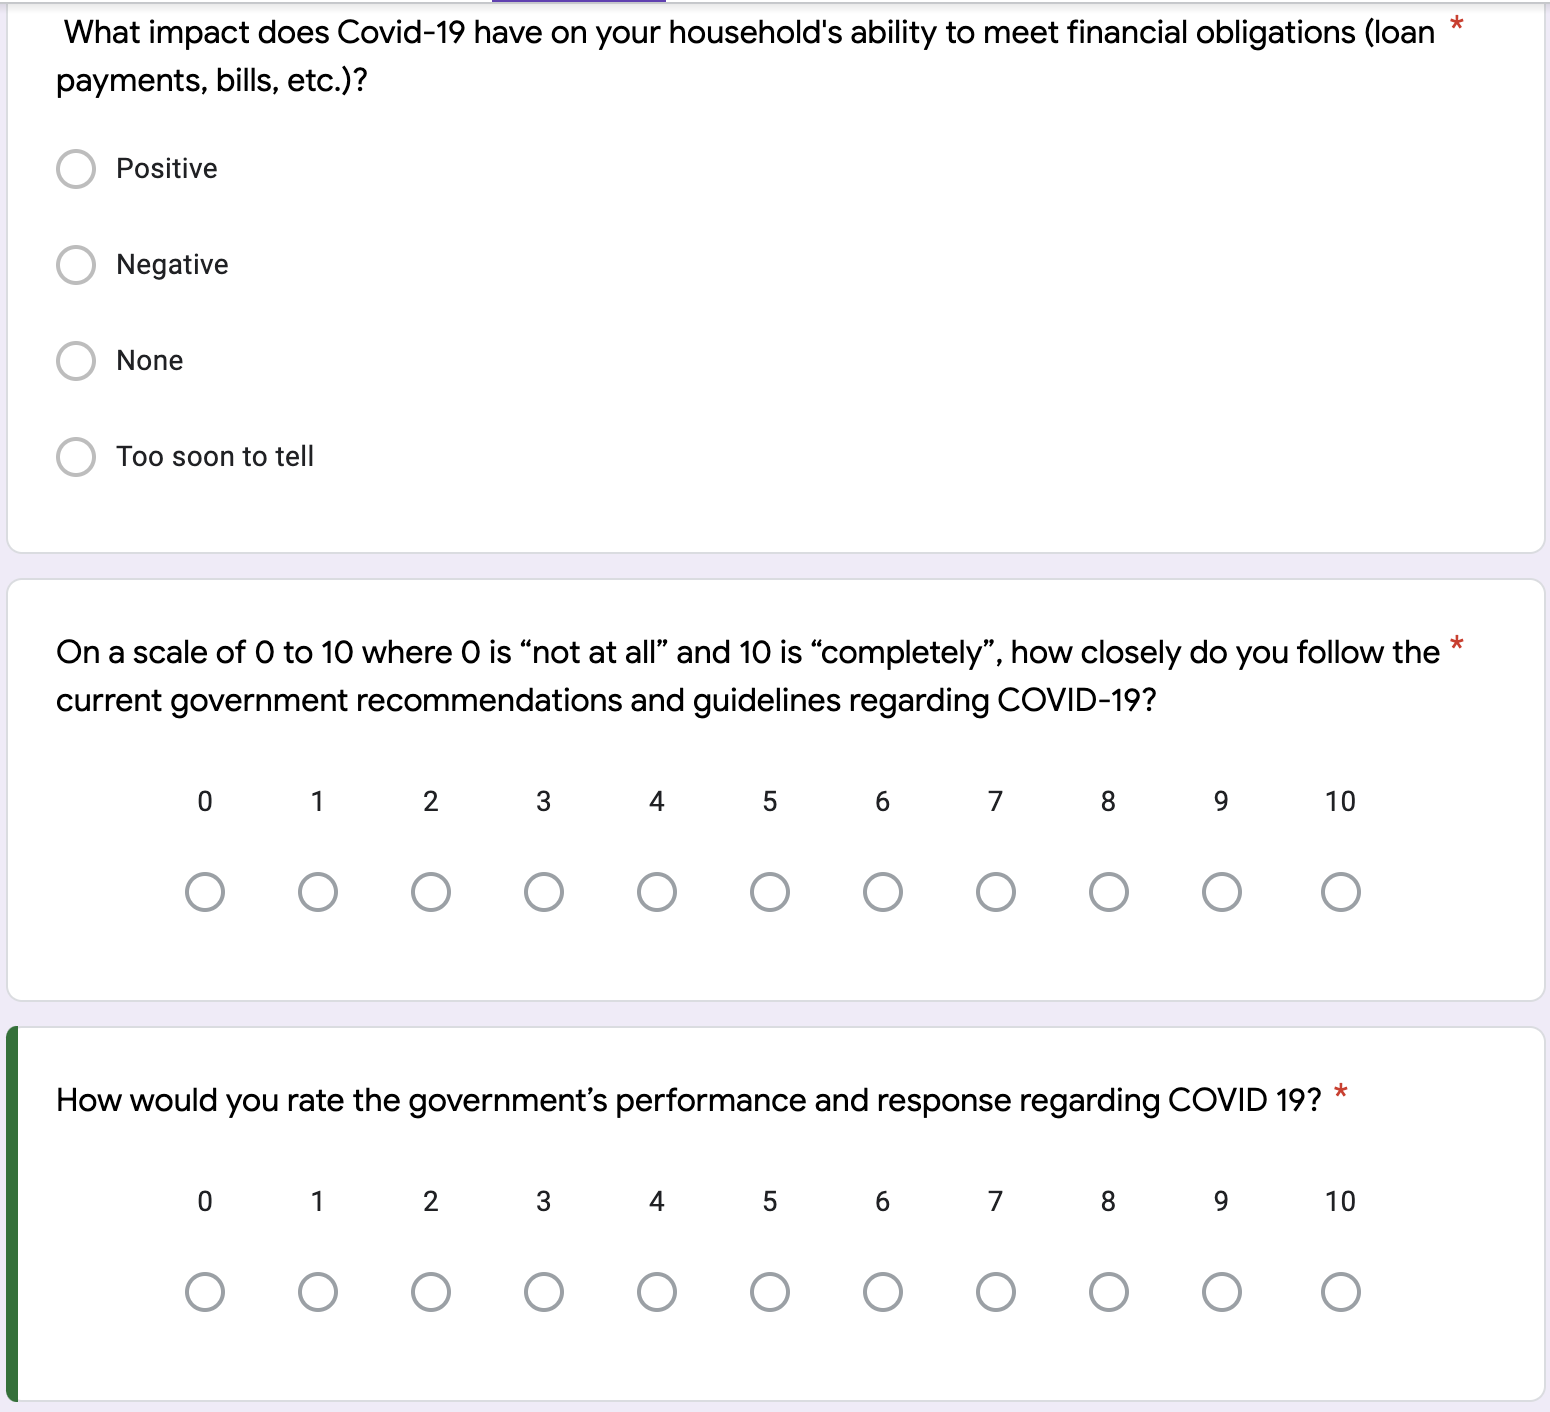 What impact does Covid-19 have on your household's ability to meet financial obligations (loan *
payments, bills, etc.)?
Positive
Negative
None
Too soon to tell
On a scale of 0 to 10 where 0 is “not at all” and 10 is “completely”, how closely do you follow the *
current government recommendations and guidelines regarding COVID-19?
0 1 2 3 4 5 6 7 8 9 10
How would you rate the government’s performance and response regarding COVID 19? *
0 1 2 3 4 5 6 7 8 9 10